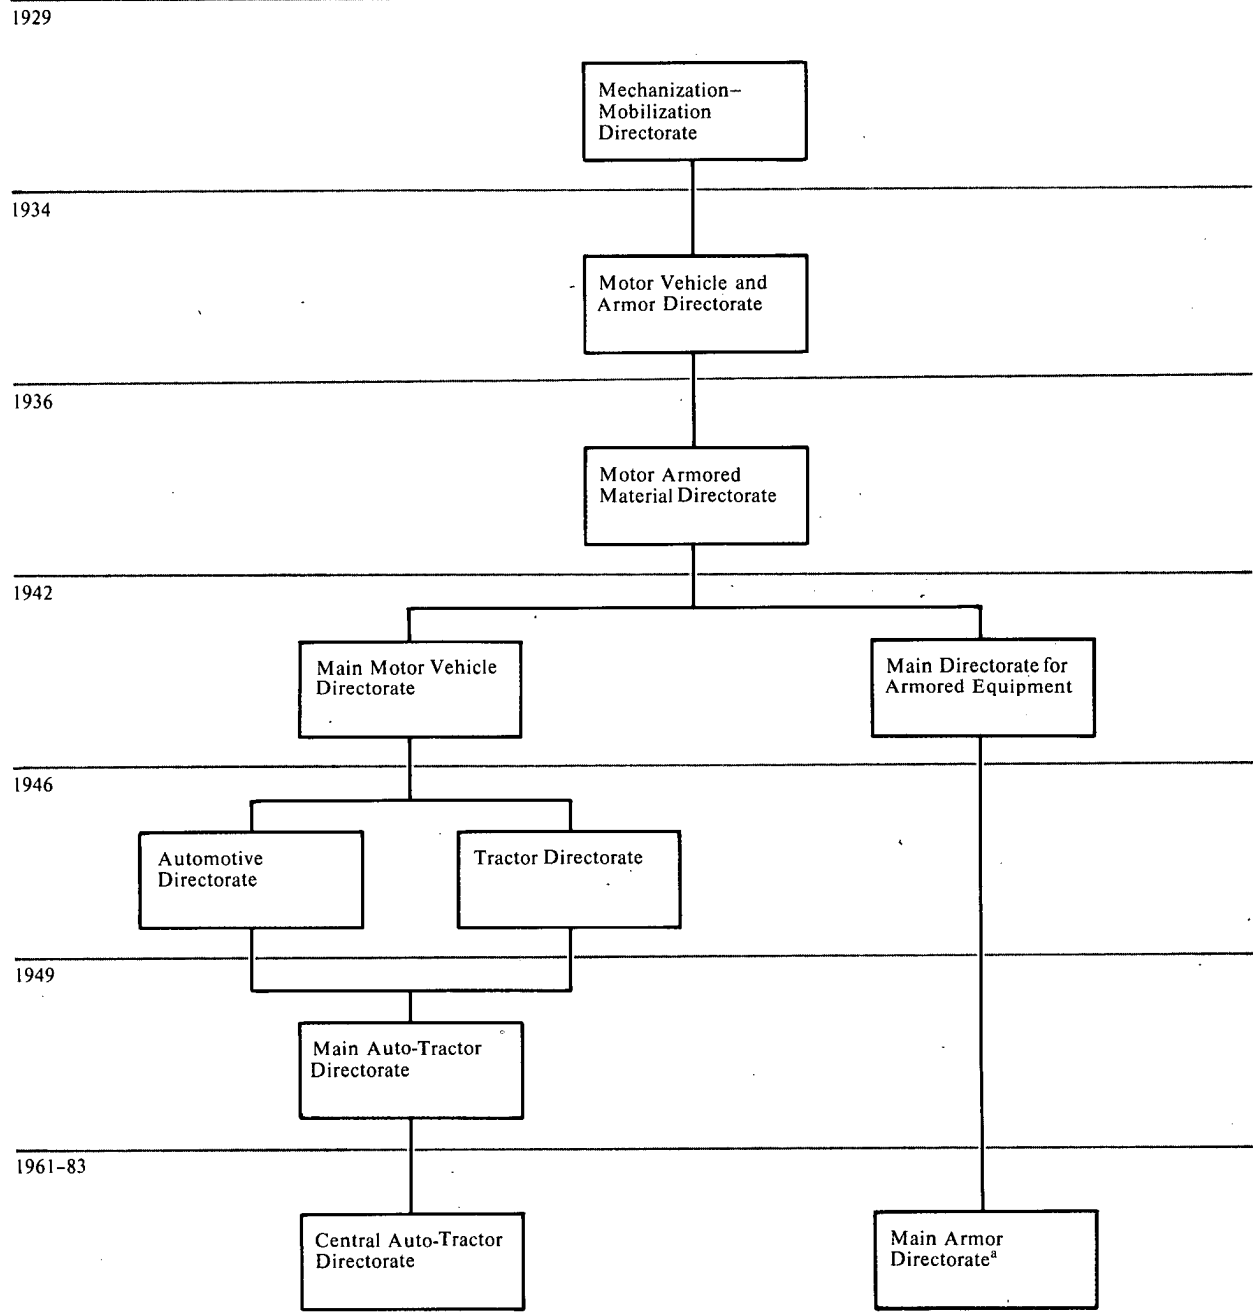 1929
Mechanization–
Mobilization
Directorate
1934
Motor Vehicle and
Armor Directorate
1936
Motor Armored
Material Directorate
1942
Main Motor Vehicle
Directorate
Main Directorate for
Armored Equipment
1946
Automotive
Directorate
Tractor Directorate
1949
Main Auto-Tractor
Directorate
1961-83
Central Auto-Tractor
Directorate
Main Armor
Directorateᵃ